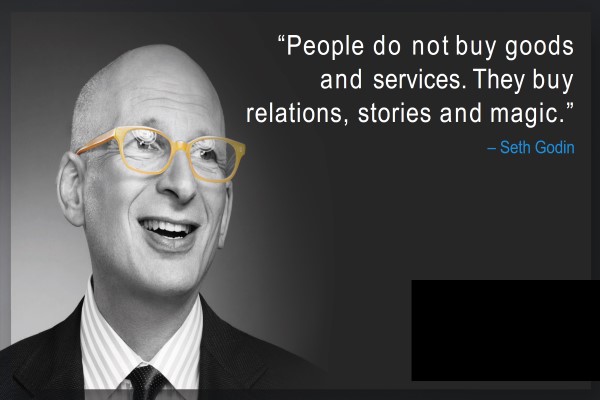 “People do not buy goods
and services. They buy
relations, stories and magic.”
– Seth Godin